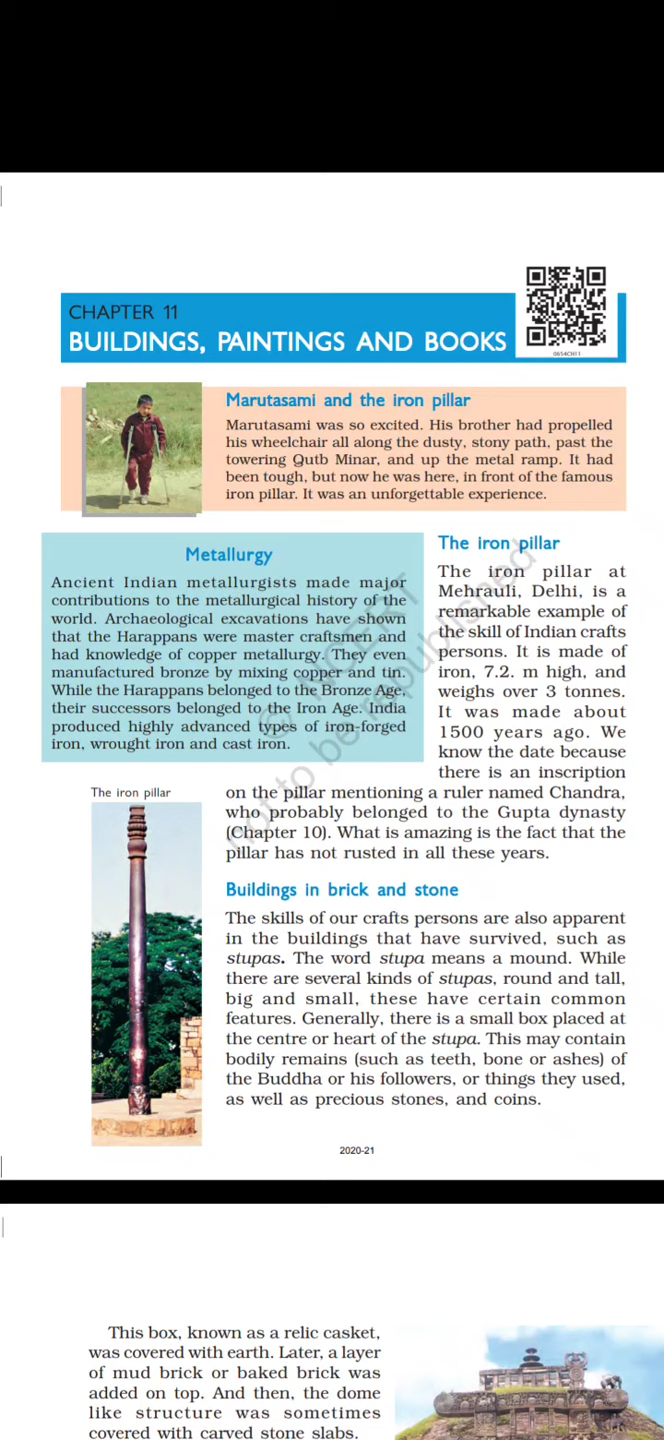 CHAPTER 11
BUILDINGS, PAINTINGS AND BOOKS
0654CH11
Marutasami and the iron pillar
Marutasami was so excited. His brother had propelled
his wheelchair all along the dusty, stony path, past the
towering Qutb Minar, and up the metal ramp. It had
been tough, but now he was here, in front of the famous
iron pillar. It was an unforgettable experience.
Metallurgy
Ancient Indian metallurgists made major
contributions to the metallurgical history of the
world. Archaeological excavations have shown
that the Harappans were master craftsmen and
had knowledge of copper metallurgy. They even
manufactured bronze by mixing copper and tin.
While the Harappans belonged to the Bronze Age,
their successors belonged to the Iron Age. India
produced highly advanced types of iron-forged
iron, wrought iron and cast iron.
The iron pillar
The iron pillar at
Mehrauli, Delhi, is a
remarkable example of
the skill of Indian crafts
persons. It is made of
iron, 7.2. m high, and
weighs over 3 tonnes.
It was made about
1500 years ago. We
know the date because
there is an inscription
on the pillar mentioning a ruler named Chandra,
who probably belonged to the Gupta dynasty
(Chapter 10). What is amazing is the fact that the
pillar has not rusted in all these years.
The iron pillar
Buildings in brick and stone
The skills of our crafts persons are also apparent
in the buildings that have survived, such as
stupas. The word stupa means a mound. While
there are several kinds of stupas, round and tall,
big and small, these have certain common
features. Generally, there is a small box placed at
the centre or heart of the stupa. This may contain
bodily remains (such as teeth, bone or ashes) of
the Buddha or his followers, or things they used,
as well as precious stones, and coins.
© NCERT
not to be republished
2020-21
This box, known as a relic casket,
was covered with earth. Later, a layer
of mud brick or baked brick was
added on top. And then, the dome
like structure was sometimes
covered with carved stone slabs.